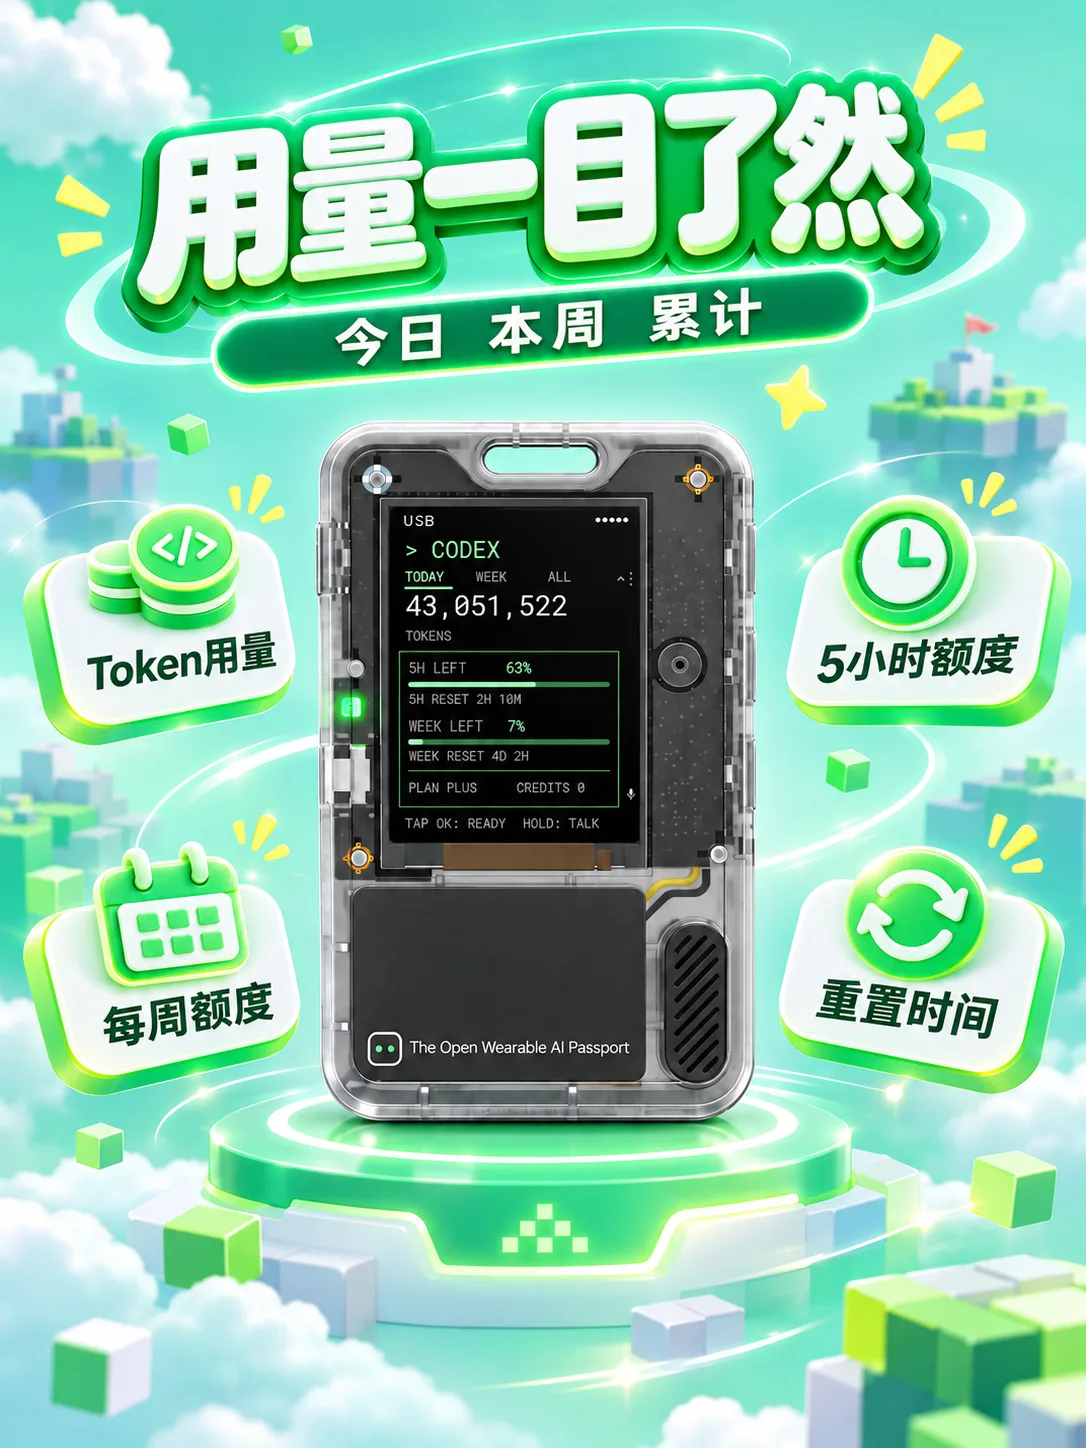 用量一目了然
今日 本周 累计
USB
> CODEX
TODAY WEEK ALL
43,051,522
TOKENS
5H LEFT 63%
5H RESET 2H 10M
WEEK LEFT 7%
WEEK RESET 4D 2H
PLAN PLUS CREDITS 0
TAP OK: READY HOLD: TALK
The Open Wearable AI Passport
</>
Token用量
5小时额度
每周额度
重置时间